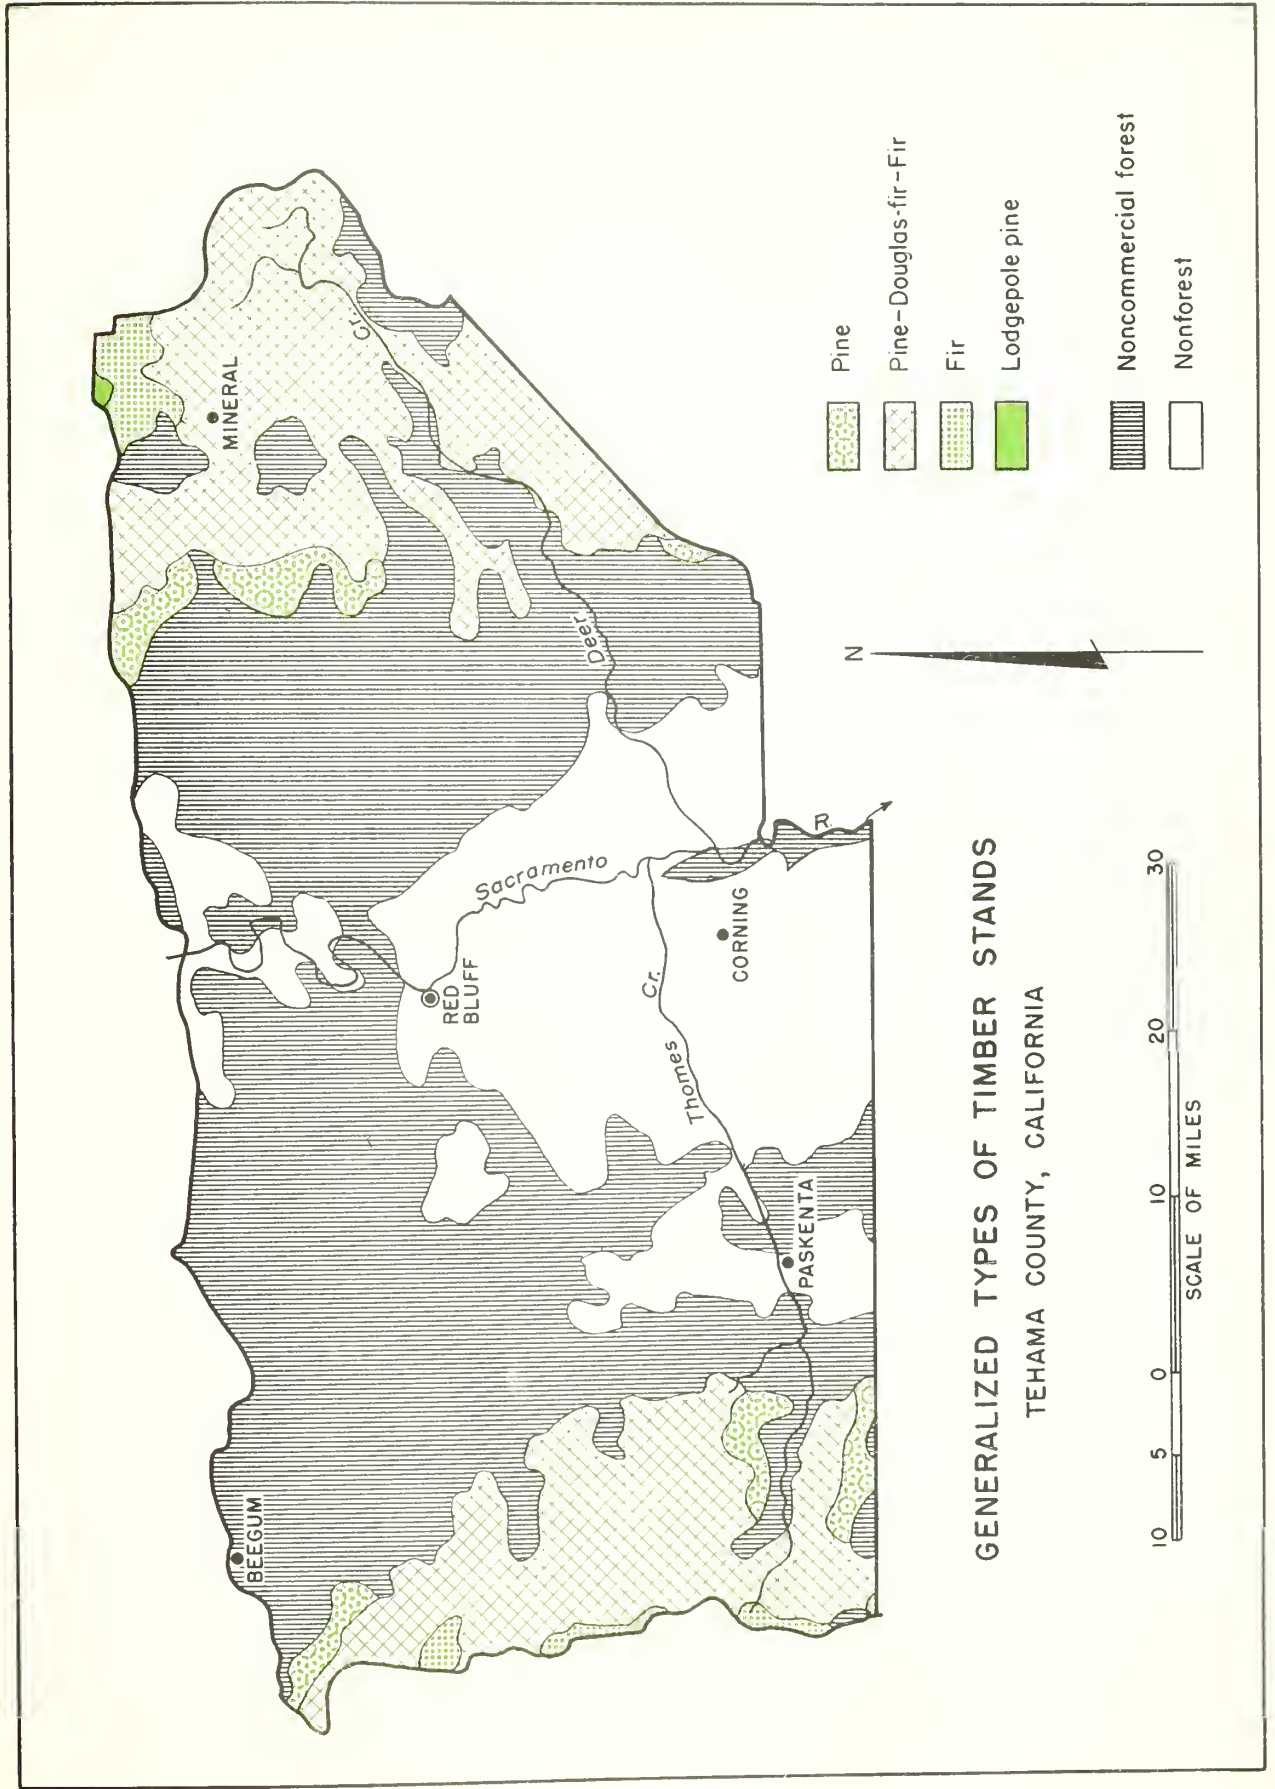 MINERAL
Cr.
Deer
BEEGUM
RED
BLUFF
Sacramento
R.
Thomes
Cr.
CORNING
PASKENTA
N
Pine
Pine-Douglas-fir-Fir
Fir
Lodgepole pine
Noncommercial forest
Nonforest
GENERALIZED TYPES OF TIMBER STANDS
TEHAMA COUNTY, CALIFORNIA
10 5 0 10 20 30
SCALE OF MILES